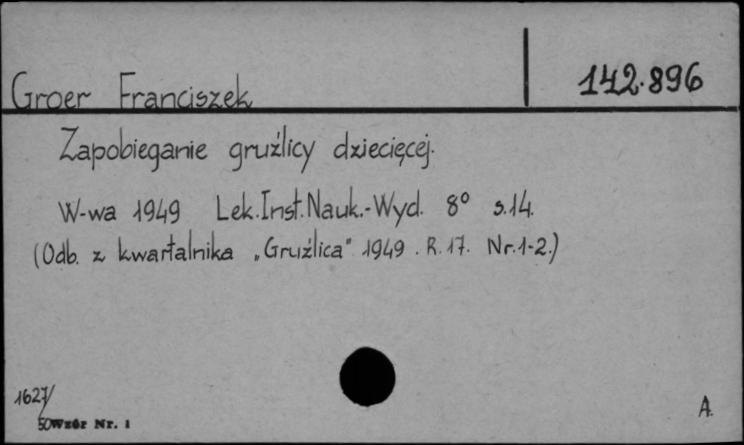 Groer Franciszek
142.896
Zapobieganie gruźlicy dziecięcej.
W-wa 1949 Lek.Inst.Nauk.-Wyd. 8° s.14.
(Odb. z kwartalnika „Gruźlica" 1949. R.17. Nr.1-2.)
1627/
50 Wzór Nr. 1
A.